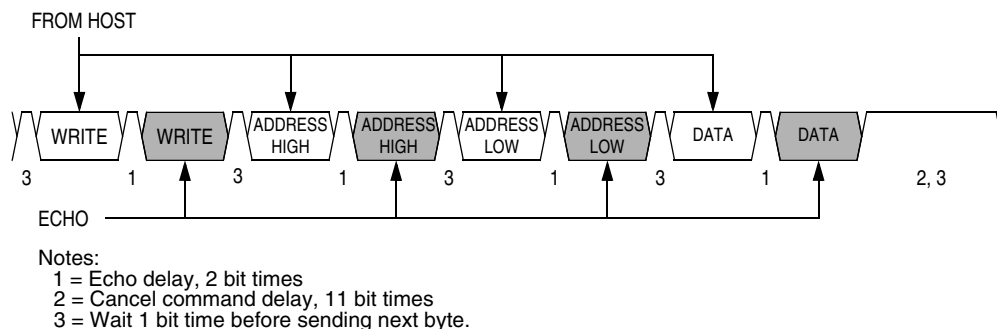 FROM HOST
WRITE WRITE ADDRESS HIGH ADDRESS HIGH ADDRESS LOW ADDRESS LOW DATA DATA
3 1 3 1 3 1 3 1 2, 3
ECHO
Notes:
1 = Echo delay, 2 bit times
2 = Cancel command delay, 11 bit times
3 = Wait 1 bit time before sending next byte.